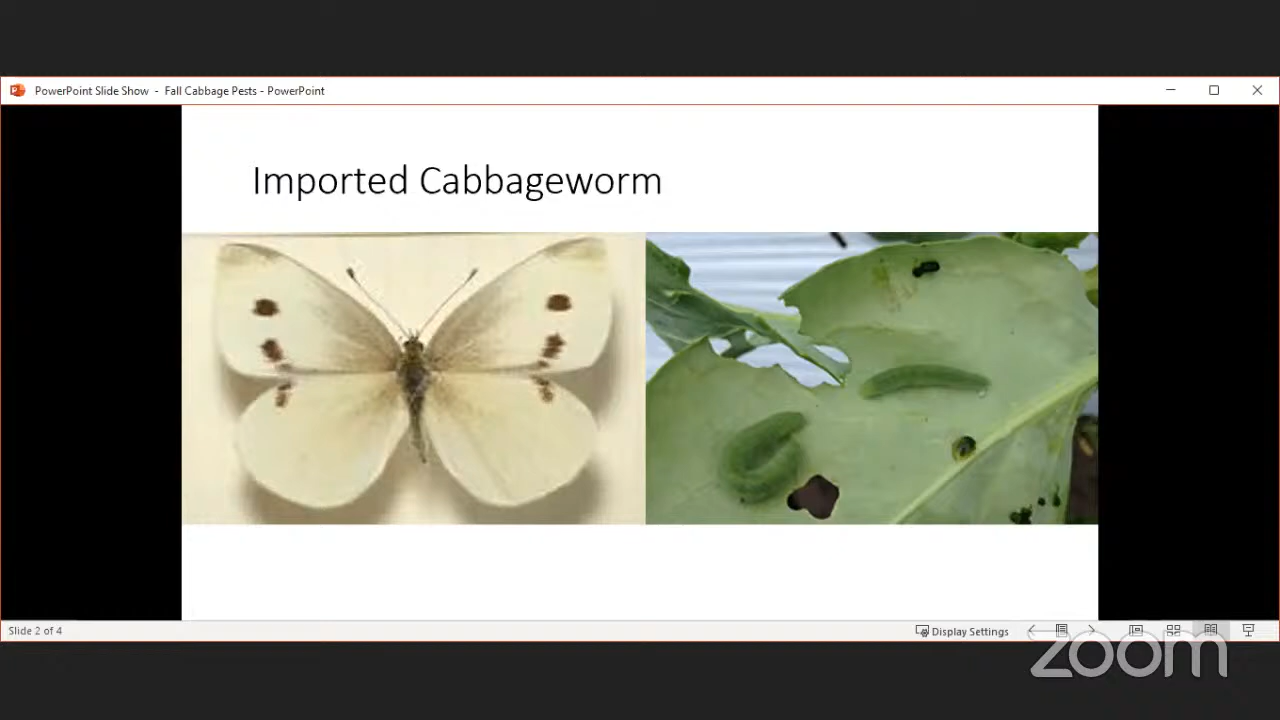 PowerPoint Slide Show - Fall Cabbage Pests - PowerPoint
Imported Cabbageworm
Slide 2 of 4
Display Settings
zoom